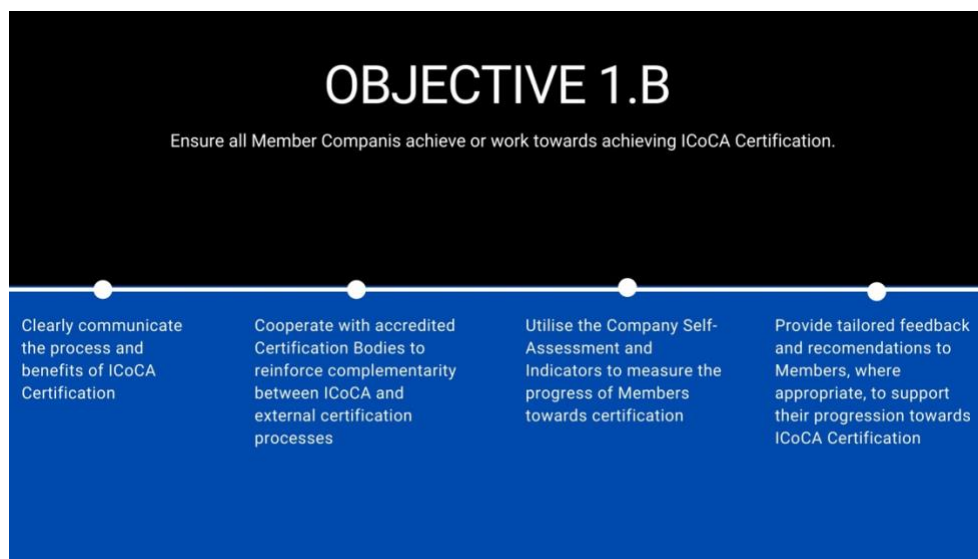 OBJECTIVE 1.B
Ensure all Member Companis achieve or work towards achieving ICoCA Certification.
Clearly communicate
the process and
benefits of ICoCA
Certification
Cooperate with accredited
Certification Bodies to
reinforce complementarity
between ICoCA and
external certification
processes
Utilise the Company Self-
Assessment and
Indicators to measure the
progress of Members
towards certification
Provide tailored feedback
and recomendations to
Members, where
appropriate, to support
their progression towards
ICoCA Certification